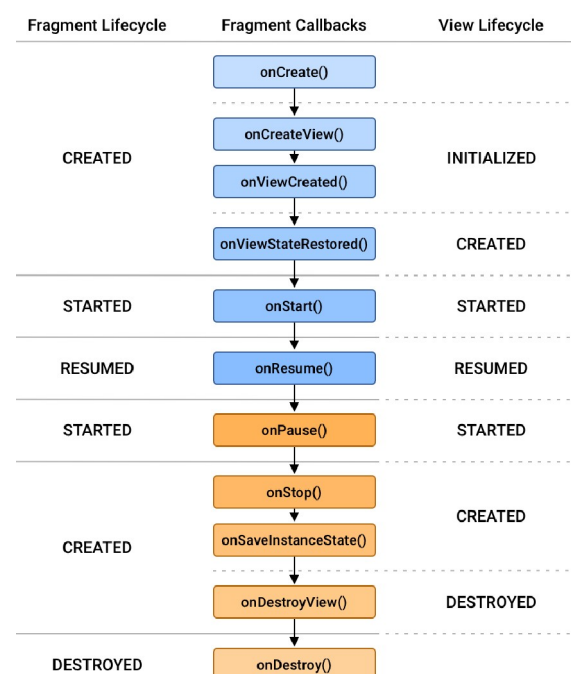 Fragment Lifecycle Fragment Callbacks View Lifecycle
onCreate()
onCreateView()
CREATED INITIALIZED
onViewCreated()
onViewStateRestored() CREATED
STARTED onStart() STARTED
RESUMED onResume() RESUMED
STARTED onPause() STARTED
onStop()
CREATED
onSaveInstanceState()
CREATED
onDestroyView() DESTROYED
DESTROYED onDestroy()